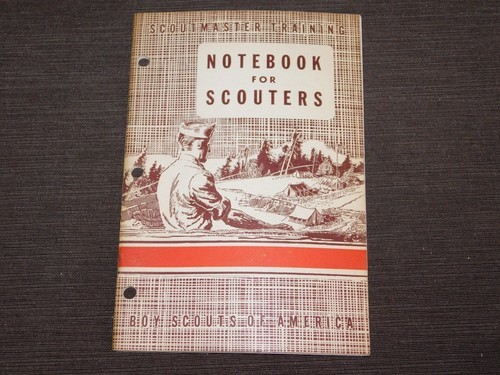 SCOUTMASTER TRAINING
NOTEBOOK
FOR
SCOUTERS
BOY SCOUTS OF AMERICA